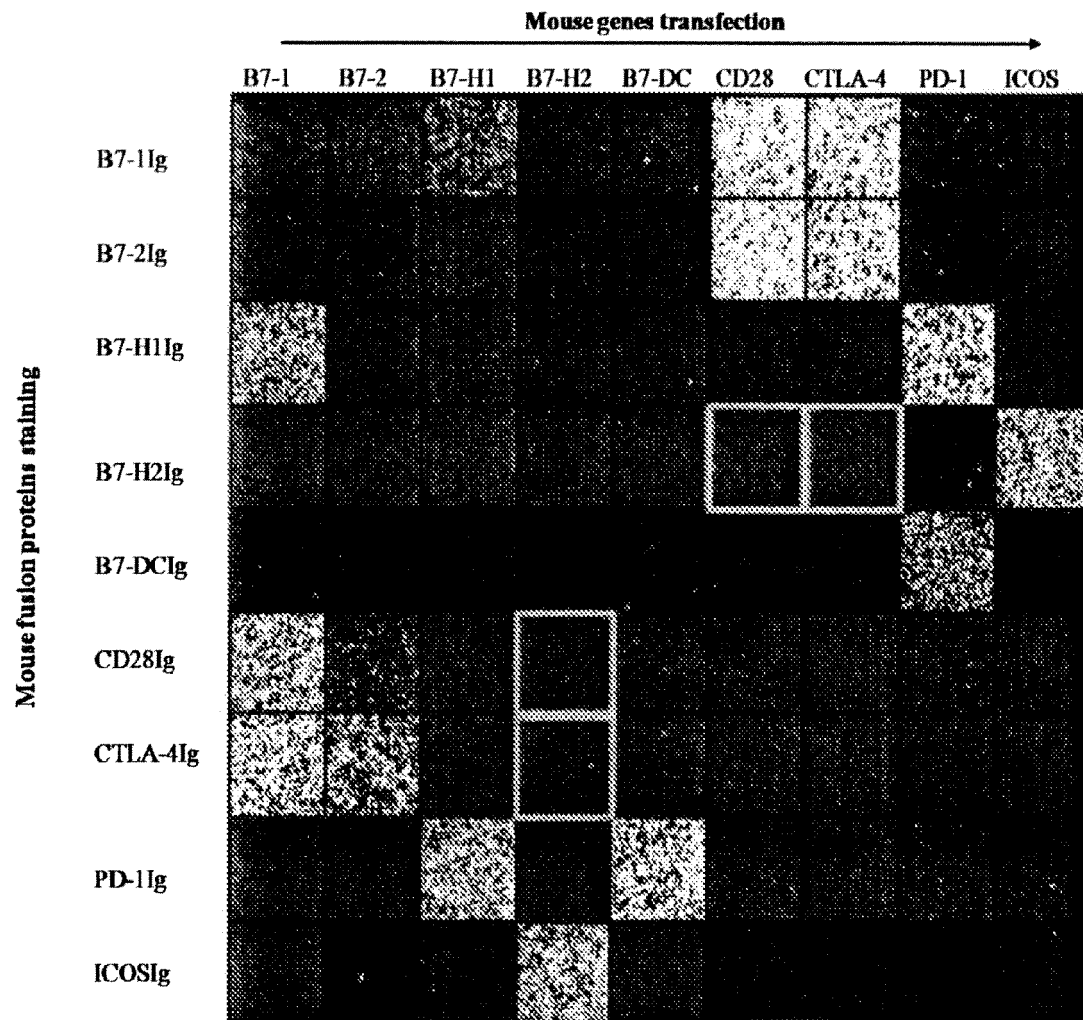 Mouse genes transfection
B7-1 B7-2 B7-H1 B7-H2 B7-DC CD28 CTLA-4 PD-1 ICOS
Mouse fusion proteins staining
B7-1Ig
B7-2Ig
B7-H1Ig
B7-H2Ig
B7-DCIg
CD28Ig
CTLA-4Ig
PD-1Ig
ICOSIg